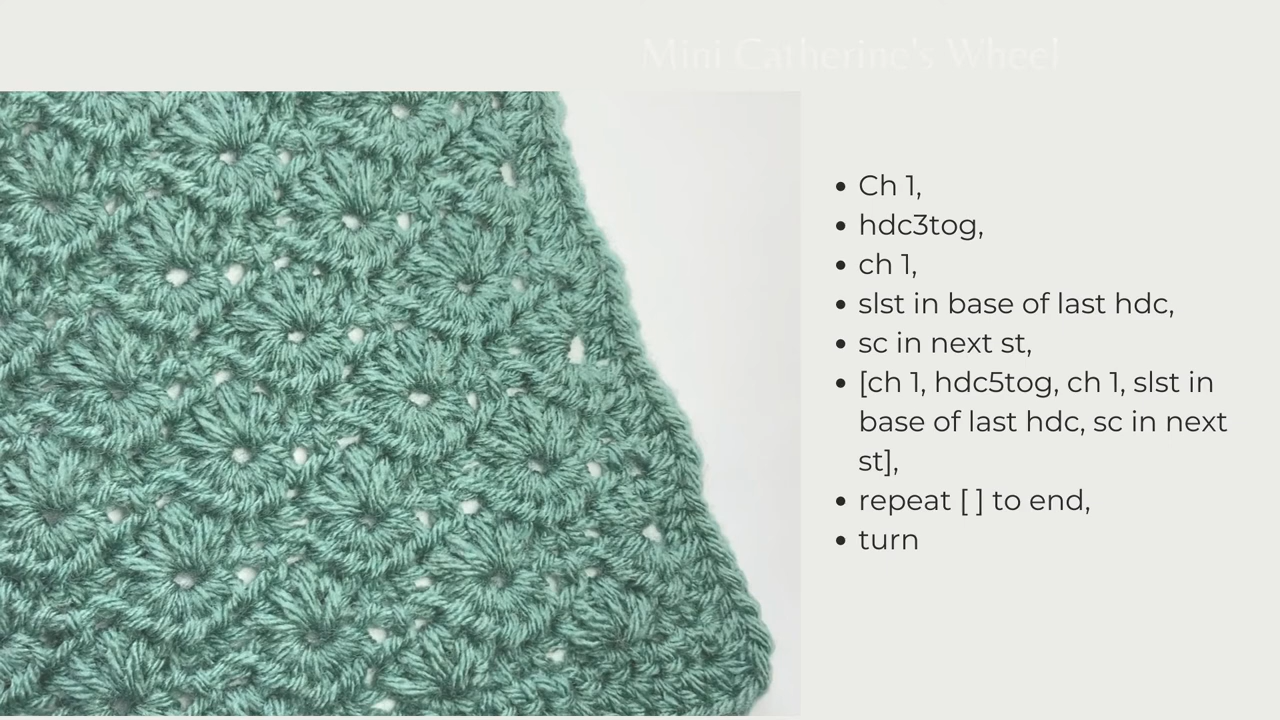 Mini Catherine's Wheel
Ch 1,
hdc3tog,
ch 1,
slst in base of last hdc,
sc in next st,
[ch 1, hdc5tog, ch 1, slst in
base of last hdc, sc in next
st],
repeat [ ] to end,
turn